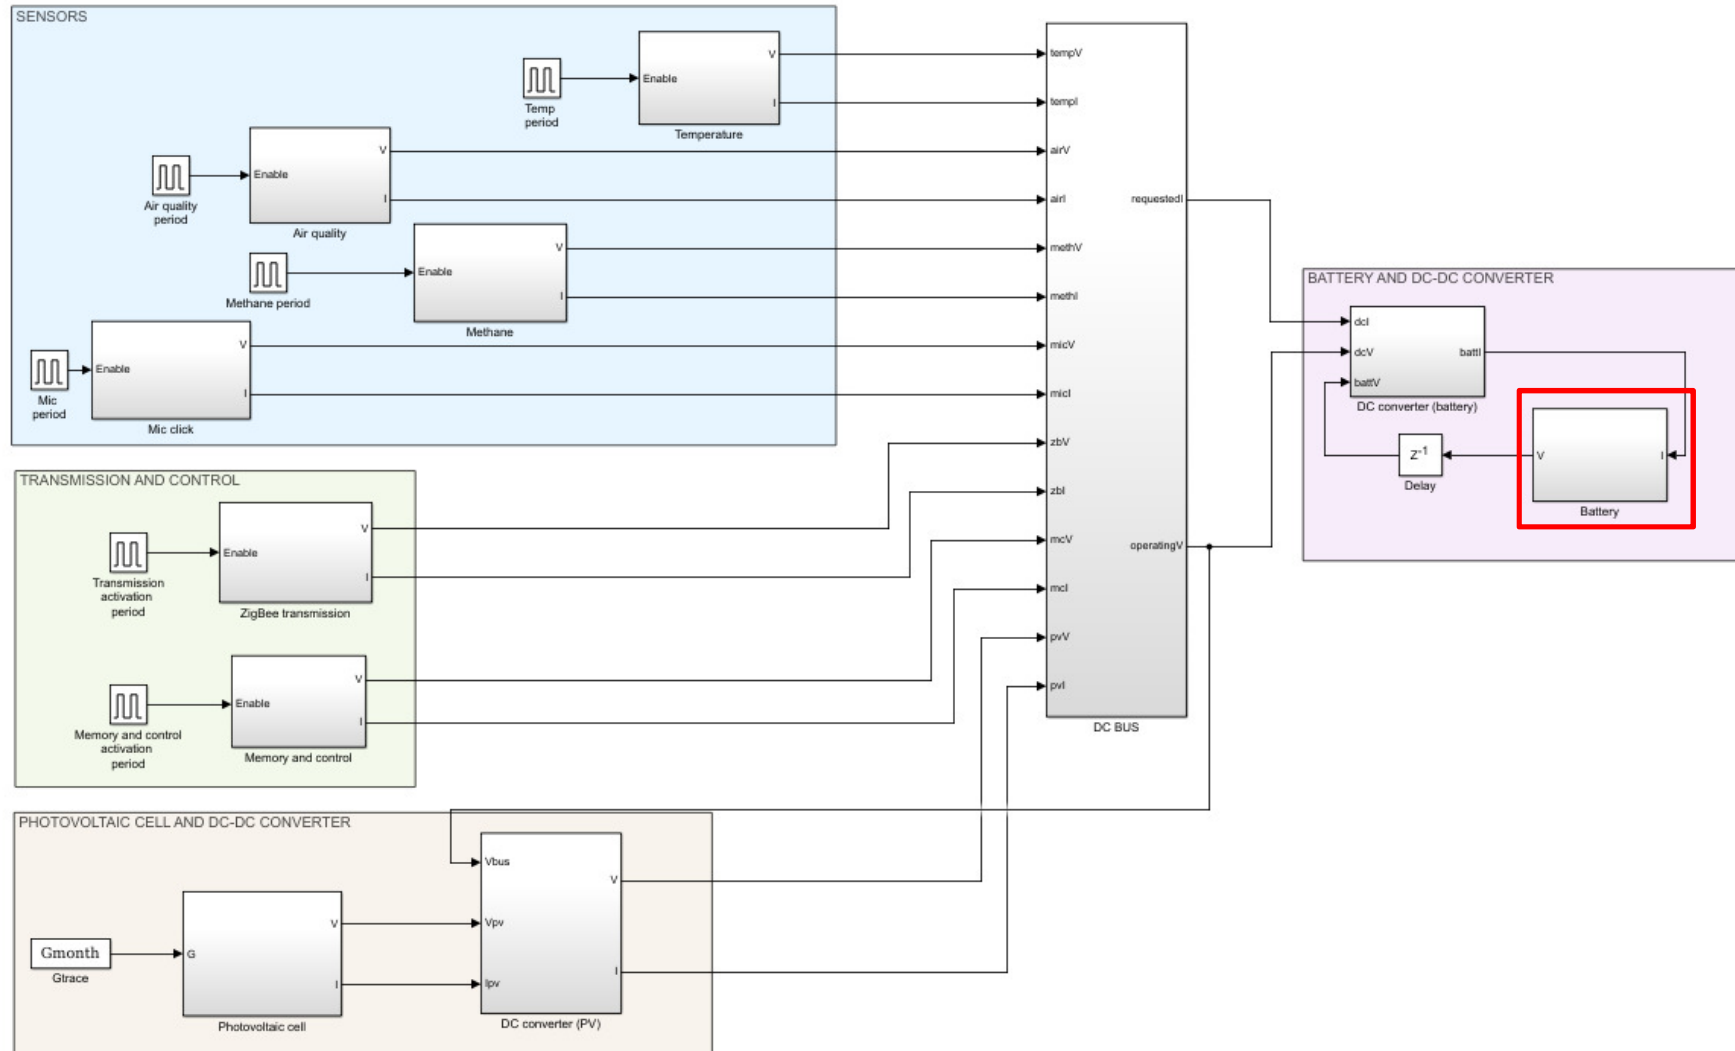 SENSORS
Temp
period
Enable
V
I
Temperature
Air quality
period
Enable
V
I
Air quality
Methane period
Enable
V
I
Methane
Mic
period
Enable
V
I
Mic click
TRANSMISSION AND CONTROL
Transmission
activation
period
Enable
V
I
ZigBee transmission
Memory and control
activation
period
Enable
V
I
Memory and control
PHOTOVOLTAIC CELL AND DC-DC CONVERTER
Gmonth
Gtrace
G
V
I
Photovoltaic cell
Vbus
Vpv
Ipv
V
I
DC converter (PV)
tempV
tempI
airV
airI
methV
methI
micV
micI
zbV
zbI
mcV
mcI
pvV
pvI
requestedI
operatingV
DC BUS
BATTERY AND DC-DC CONVERTER
dcI
dcV
battV
battI
DC converter (battery)
Z-1
Delay
V
I
Battery